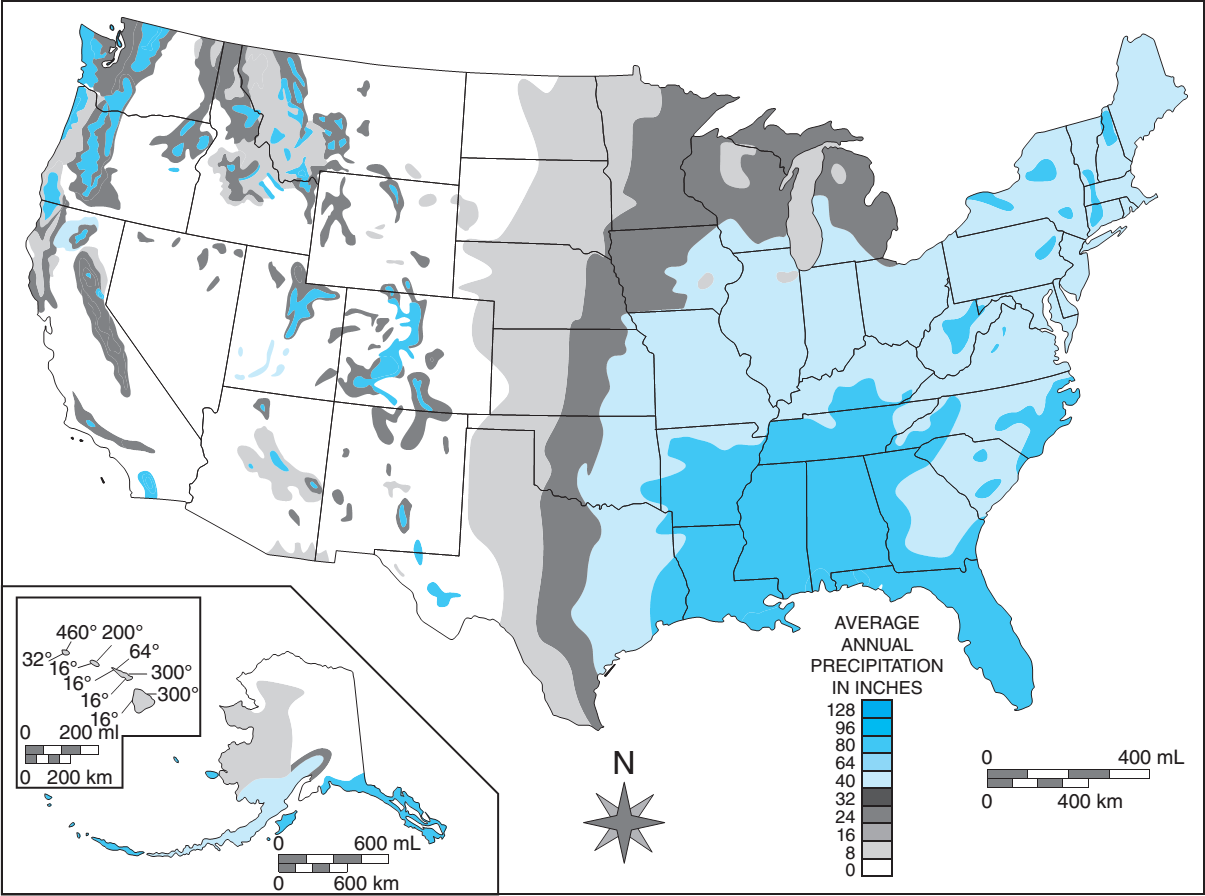 460°
200°
32°
16°
64°
16°
300°
16°
300°
16°
0 200 ml
0 200 km
0 600 mL
0 600 km
N
AVERAGE
ANNUAL
PRECIPITATION
IN INCHES
128
96
80
64
40
32
24
16
8
0
0 400 mL
0 400 km